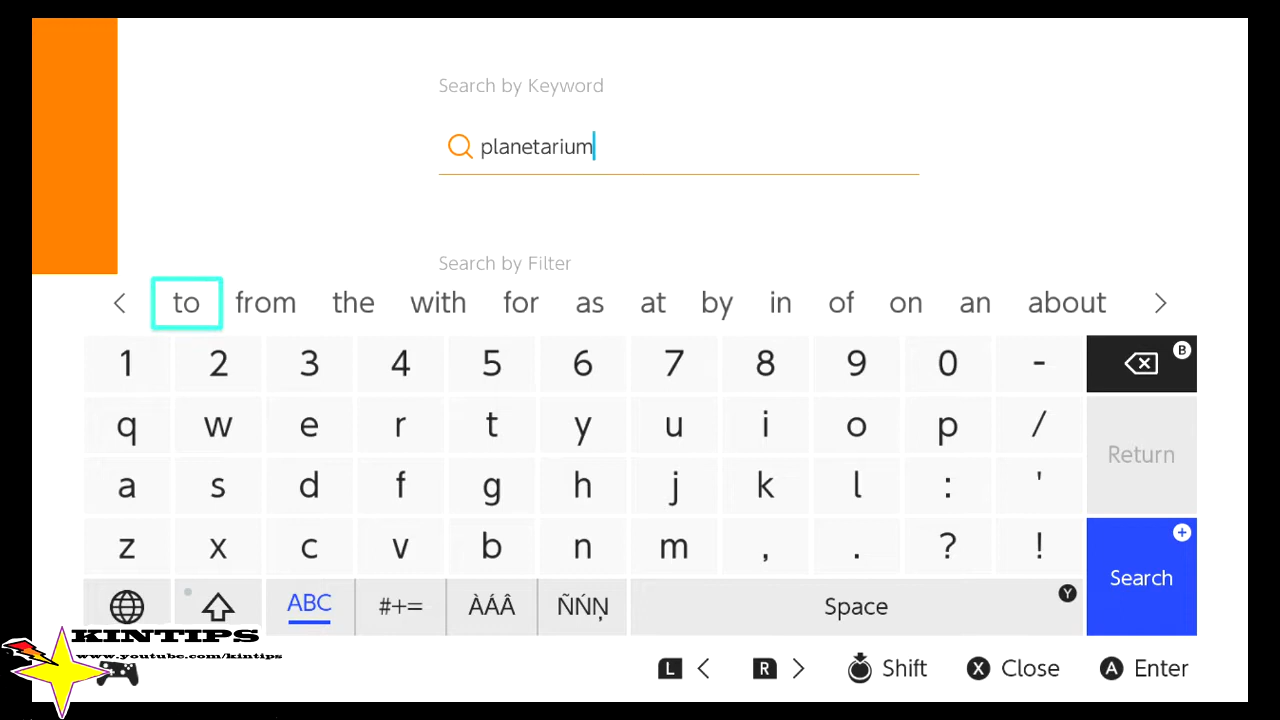 Search by Keyword
planetarium
Search by Filter
< to from the with for as at by in of on an about >
1 2 3 4 5 6 7 8 9 0 - B
q w e r t y u i o p /
Return
a s d f g h j k l : '
z x c v b n m , . ? ! +
Search
ABC #+= ÀÁÂ ÑŃŅ Space Y
KINTIPS
www.youtube.com/kintips
L < R > Shift X Close A Enter